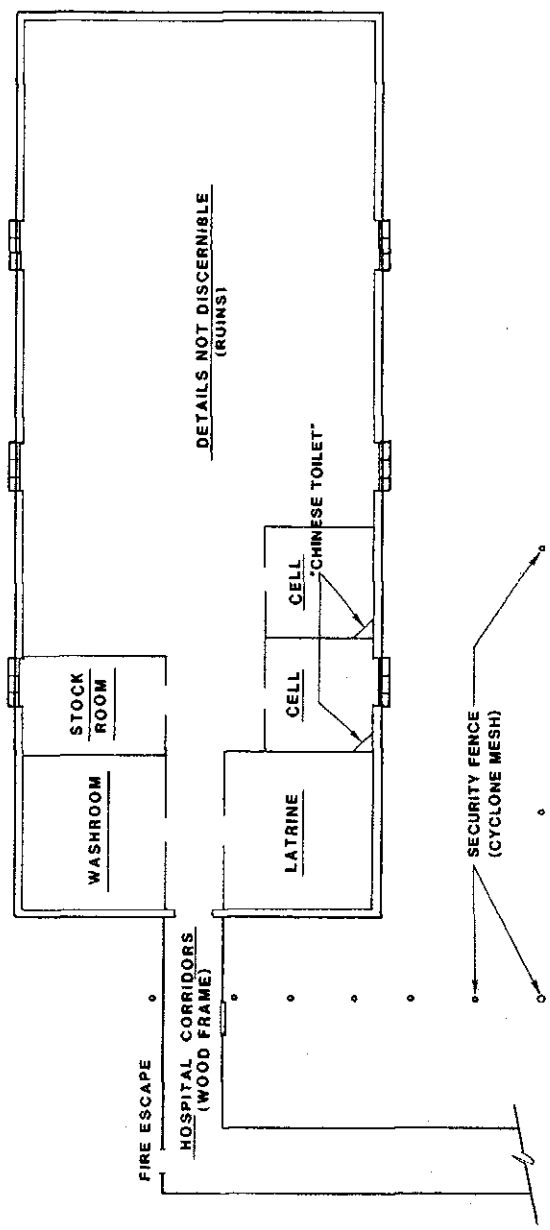 DETAILS NOT DISCERNIBLE
(RUINS)
STOCK
ROOM
CELL
"CHINESE TOILET"
CELL
WASHROOM
LATRINE
SECURITY FENCE
(CYCLONE MESH)
FIRE ESCAPE
HOSPITAL CORRIDORS
(WOOD FRAME)